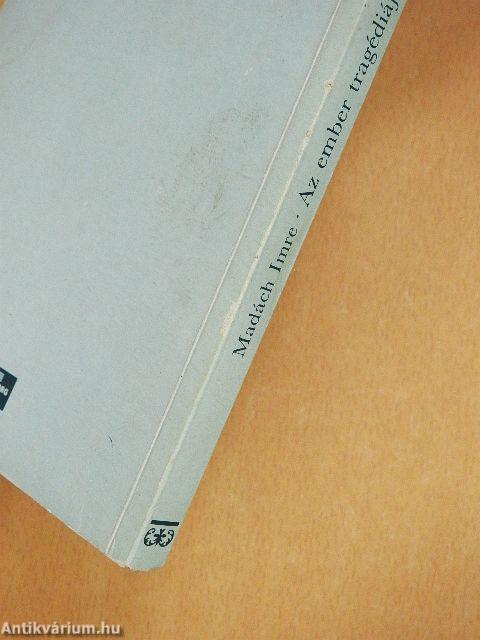 Madách Imre · Az ember tragédiáj
Antikvárium.hu